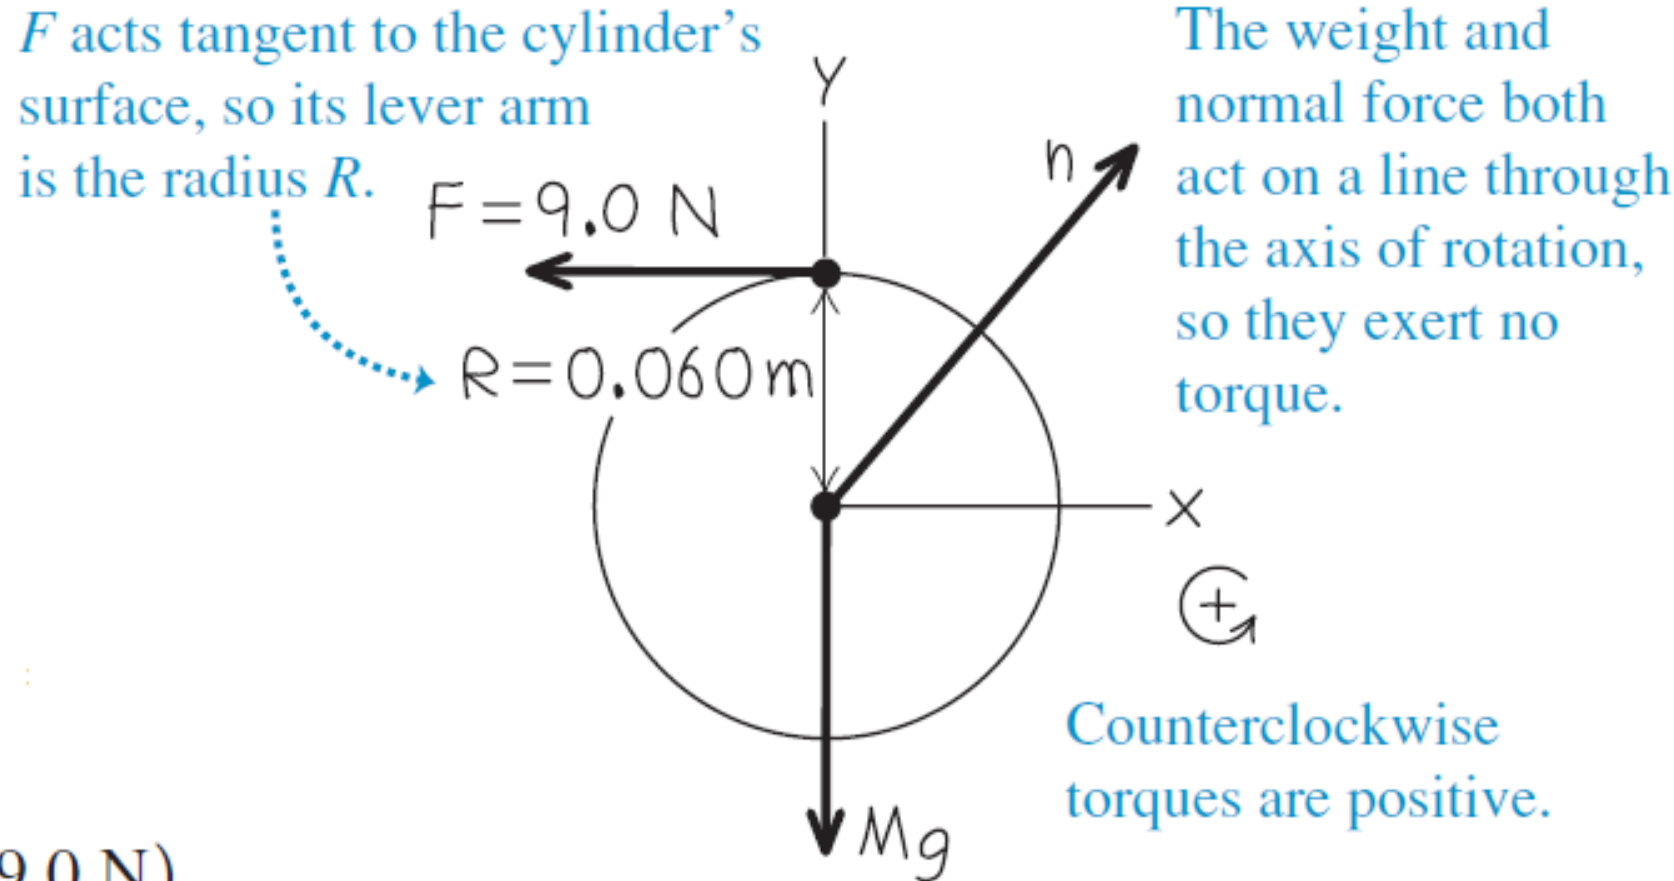 F acts tangent to the cylinder's
surface, so its lever arm
is the radius R.
F = 9.0 N
R = 0.060 m
Y
n
The weight and
normal force both
act on a line through
the axis of rotation,
so they exert no
torque.
x
+
Counterclockwise
torques are positive.
Mg
9.0 N)